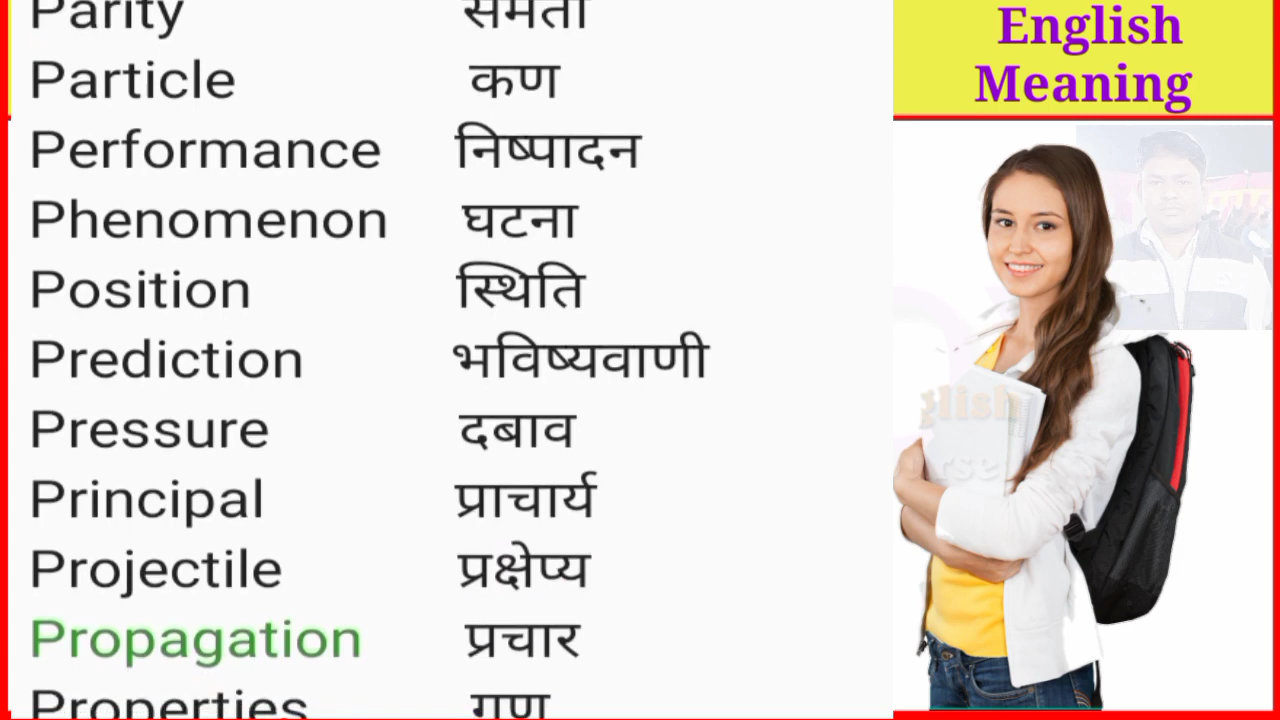 Parity समता
Particle कण
Performance निष्पादन
Phenomenon घटना
Position स्थिति
Prediction भविष्यवाणी
Pressure दबाव
Principal प्राचार्य
Projectile प्रक्षेप्य
Propagation प्रचार
Properties गुण
English
Meaning
glish